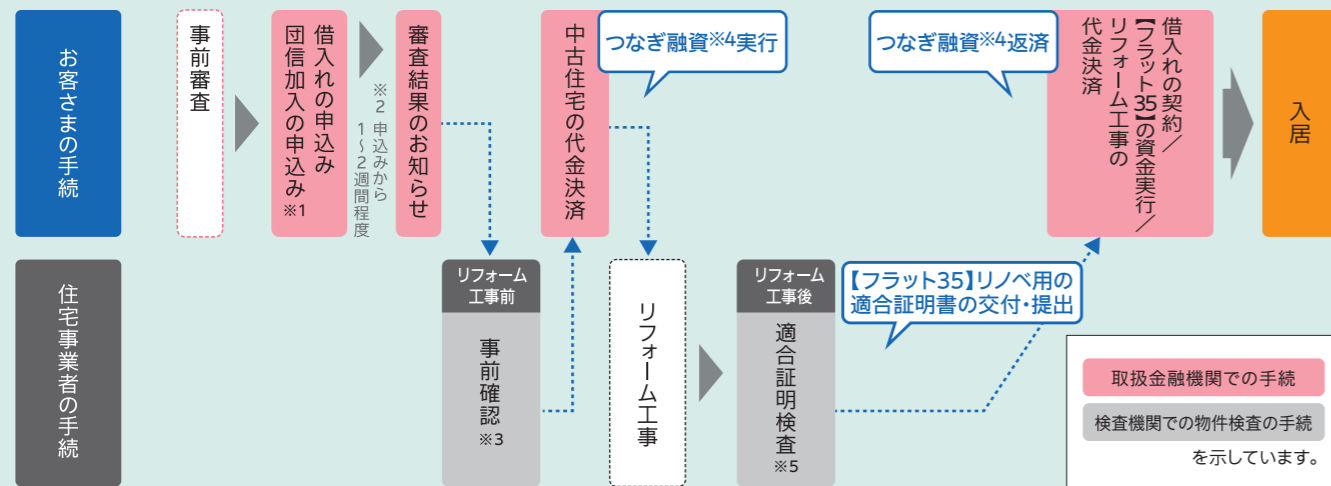 お客さまの手続
事前審査
借入れの申込み
団信加入の申込み※1
※2 申込みから
1～2週間程度
審査結果のお知らせ
中古住宅の代金決済
つなぎ融資※4実行
つなぎ融資※4返済
借入れの契約／
【フラット35】の資金実行／
リフォーム工事の
代金決済
入居
住宅事業者の手続
リフォーム
工事前
事前確認
※3
リフォーム工事
リフォーム
工事後
適合証明検査
※5
【フラット35】リノベ用の
適合証明書の交付・提出
取扱金融機関での手続
検査機関での物件検査の手続
を示しています。